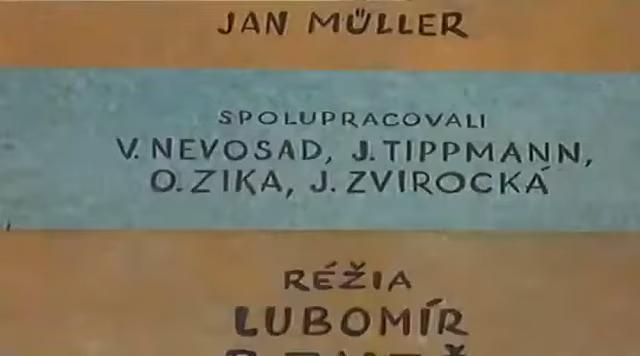 JAN MÜLLER
SPOLUPRACOVALI
V. NEVOSAD, J. TIPPMANN,
O. ZIKA, J. ZVIROCKÁ
RÉŽIA
LUBOMÍR